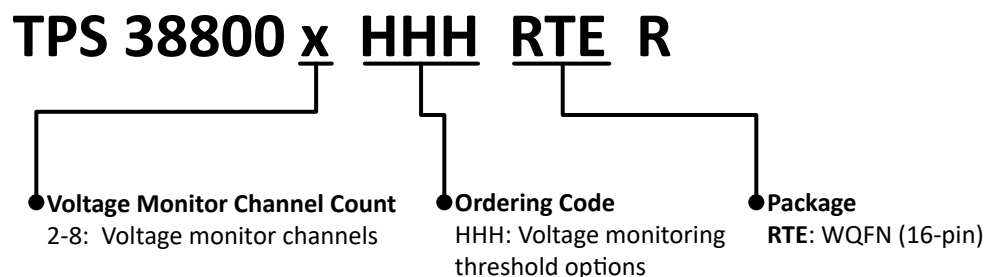 TPS 38800 x HHH RTE R
Voltage Monitor Channel Count
2-8: Voltage monitor channels
Ordering Code
HHH: Voltage monitoring
threshold options
Package
RTE: WQFN (16-pin)